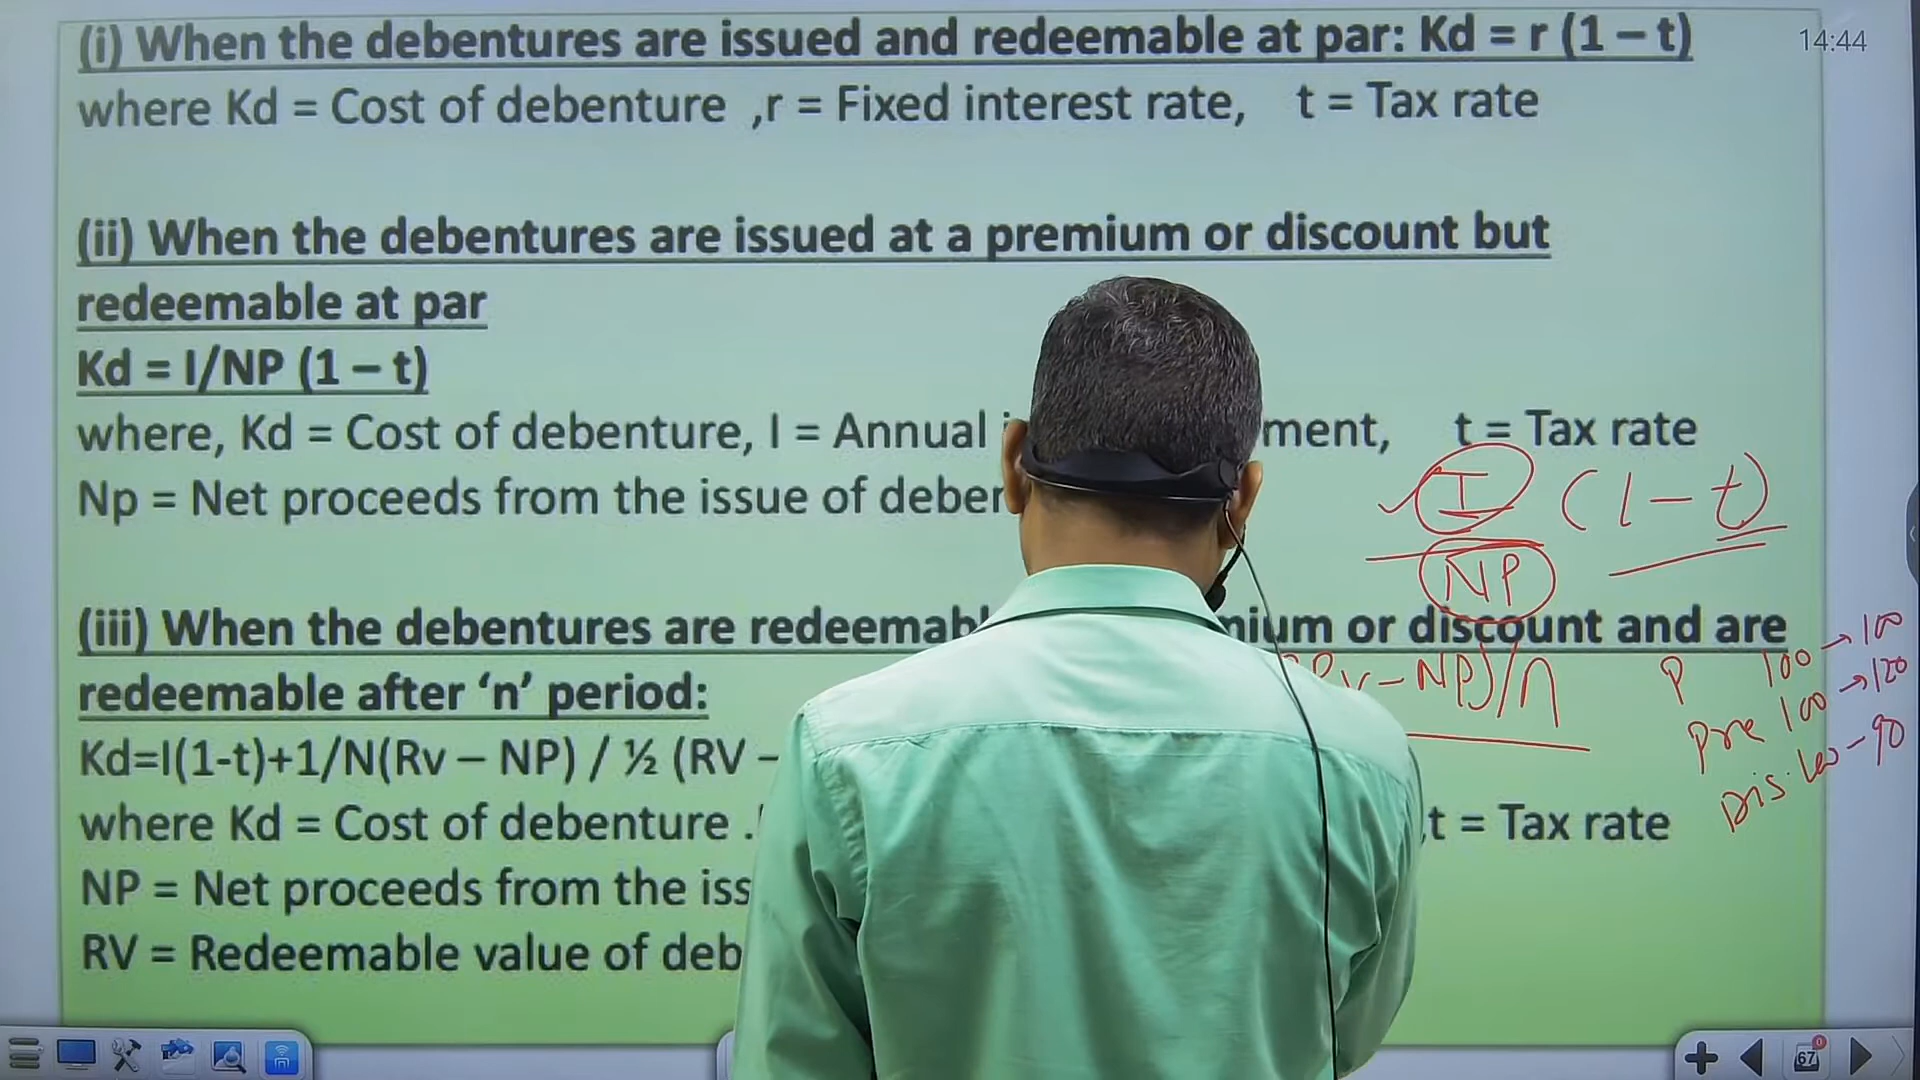 (i) When the debentures are issued and redeemable at par: Kd = r (1 – t)
14:44
where Kd = Cost of debenture ,r = Fixed interest rate, t = Tax rate
(ii) When the debentures are issued at a premium or discount but
redeemable at par
Kd = I/NP (1 – t)
where, Kd = Cost of debenture, I = Annual ment, t = Tax rate
Np = Net proceeds from the issue of deben
I (1 – t)
NP
(iii) When the debentures are redeemab mium or discount and are
redeemable after ‘n’ period:
v – NP)/n
P 100 → 100
Pre 100 → 120
Dis. 100 – 90
Kd=I(1-t)+1/N(Rv – NP) / ½ (RV –
where Kd = Cost of debenture . ,t = Tax rate
NP = Net proceeds from the iss
RV = Redeemable value of deb
67
0